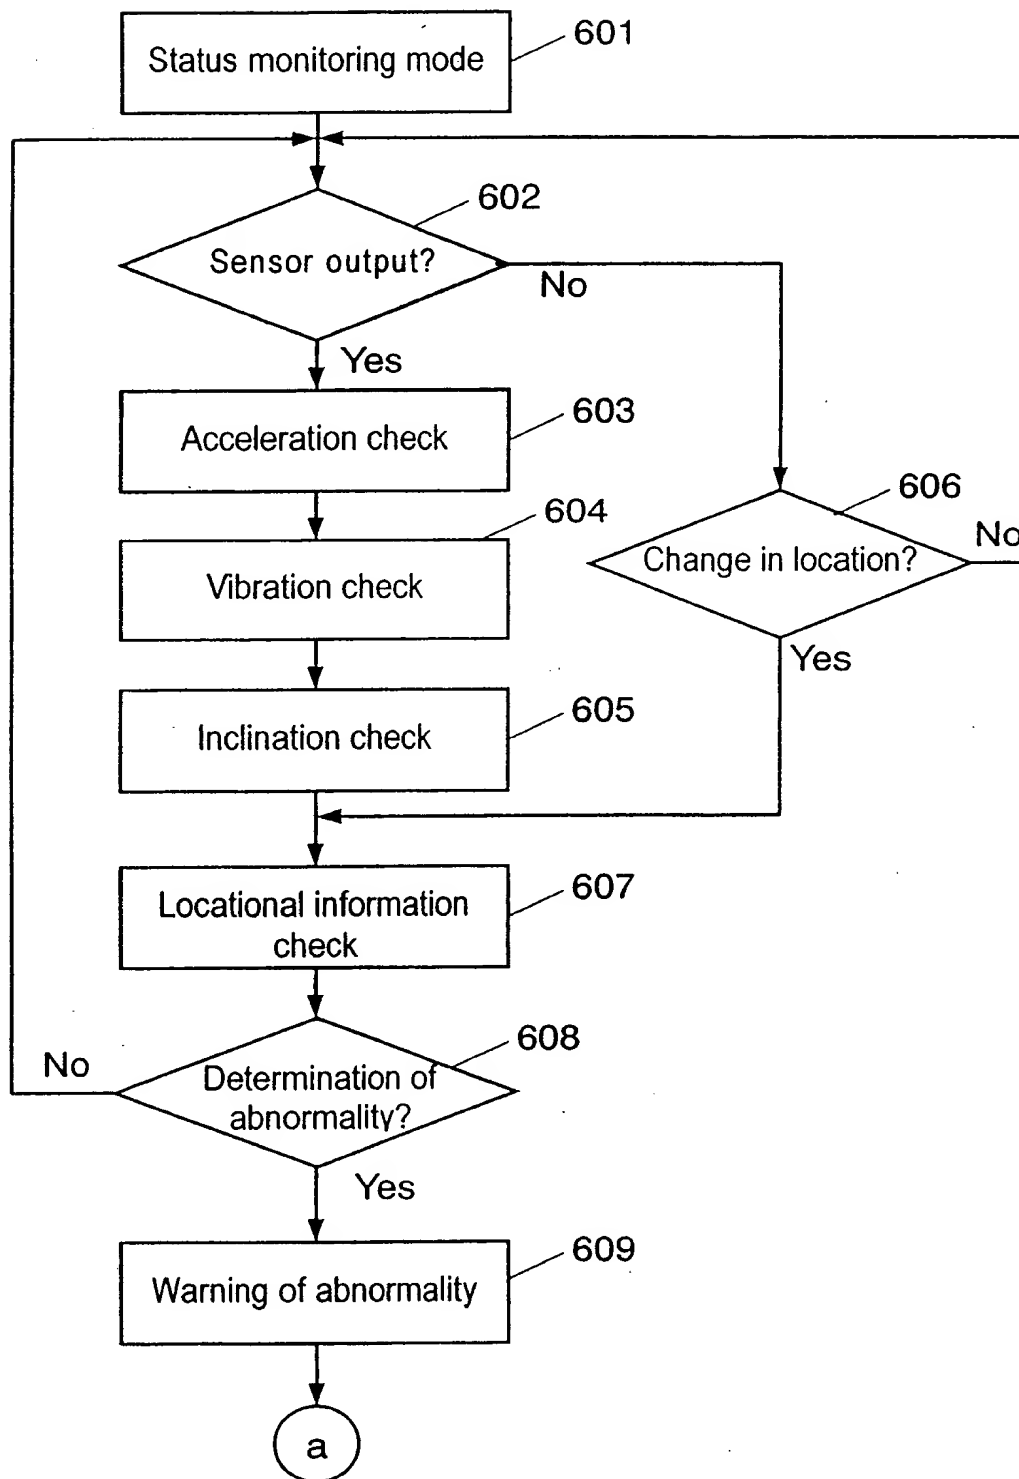 Status monitoring mode
601
602
Sensor output?
No
Yes
603
Acceleration check
604
Vibration check
606
Change in location?
No
Yes
605
Inclination check
607
Locational information
check
608
No
Determination of
abnormality?
Yes
609
Warning of abnormality
a